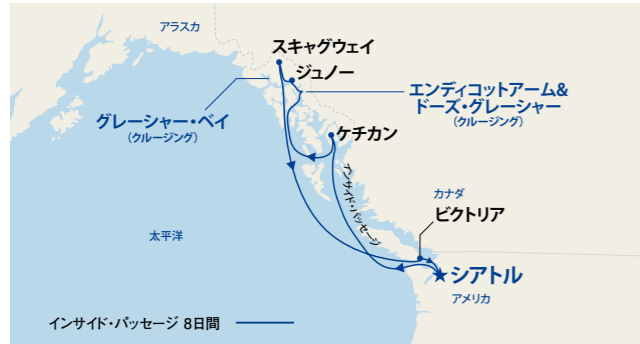 アラスカ
スキャグウェイ
ジュノー
エンディコットアーム&
ドーズ・グレーシャー
(クルージング)
グレーシャー・ベイ
(クルージング)
ケチカン
インサイド・パッセージ
カナダ
ビクトリア
太平洋
シアトル
アメリカ
インサイド・パッセージ 8日間